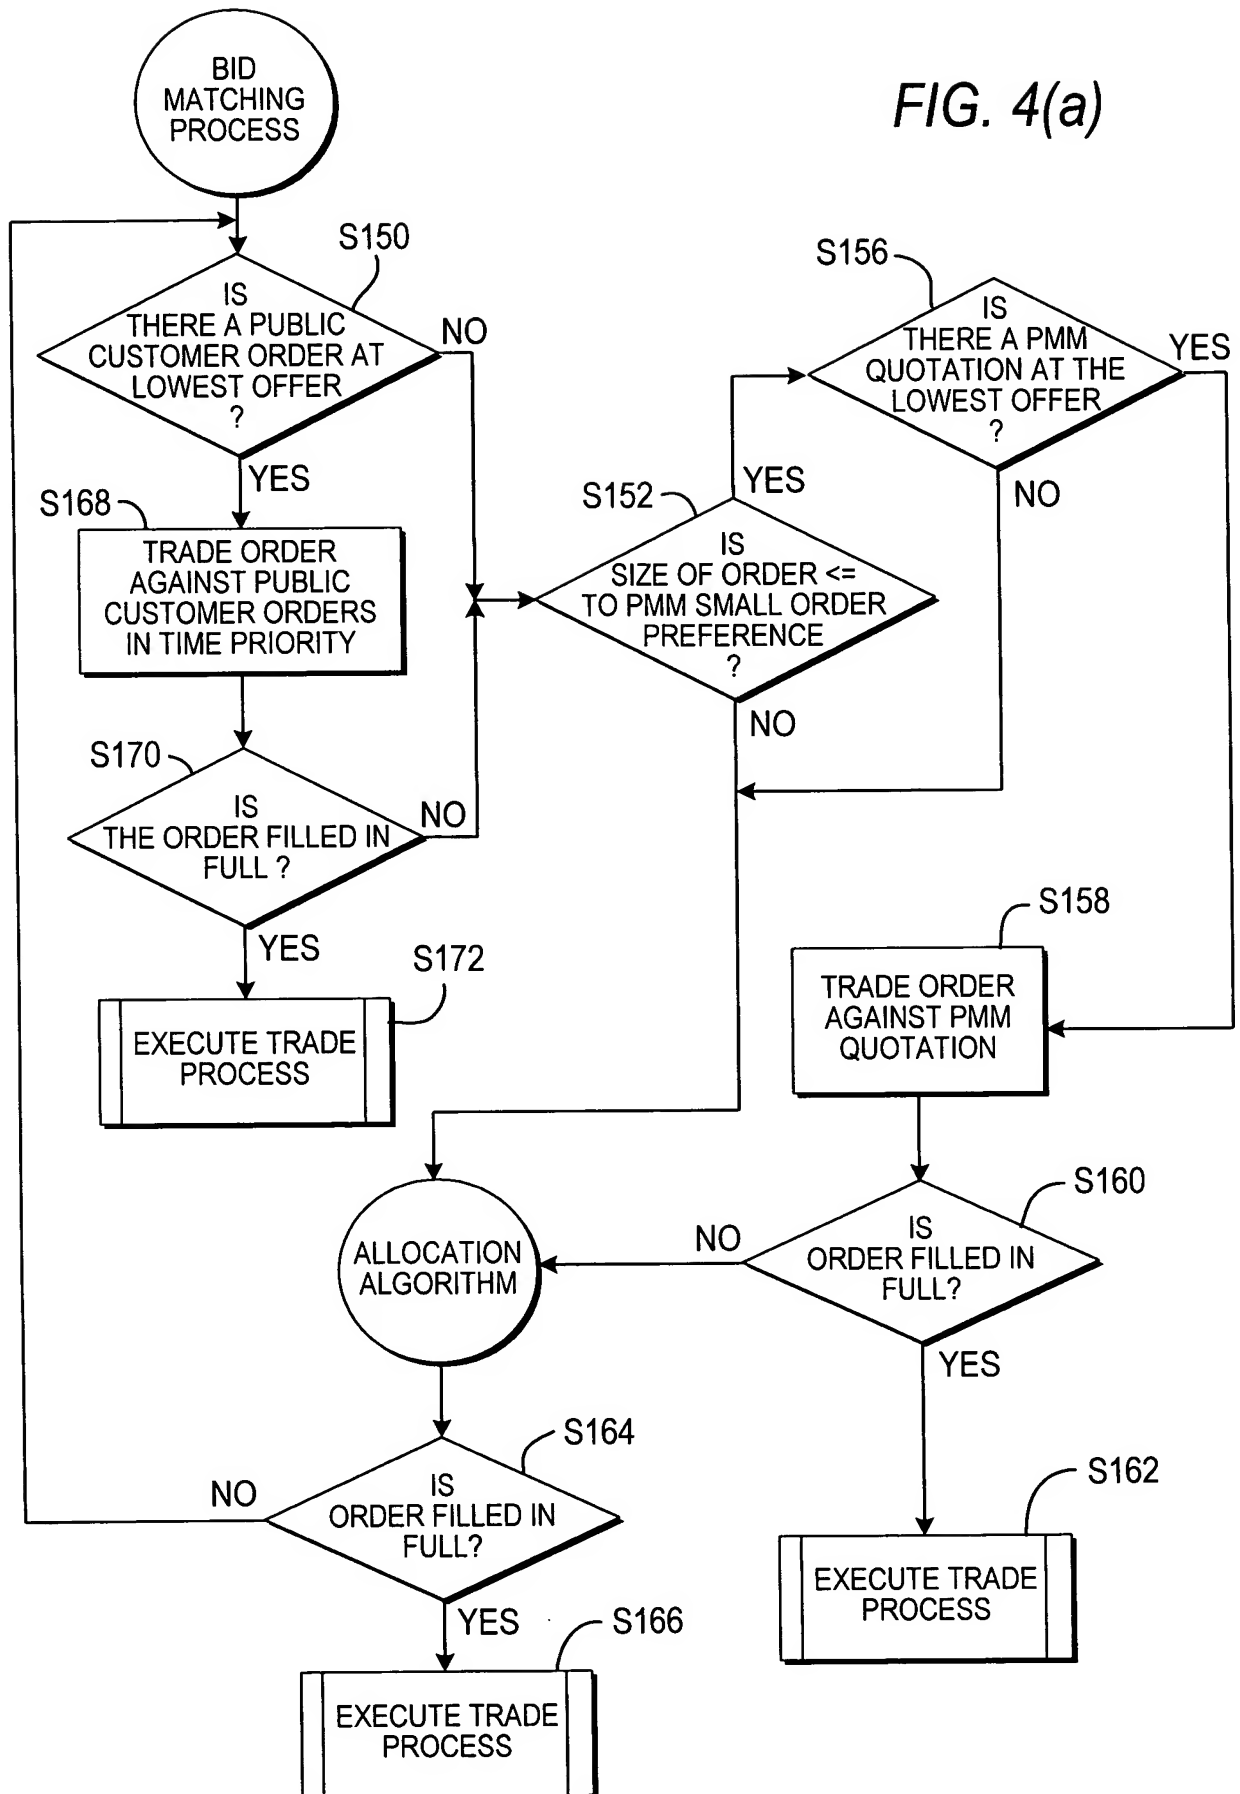 BID
MATCHING
PROCESS
FIG. 4(a)
S150
IS
THERE A PUBLIC
CUSTOMER ORDER AT
LOWEST OFFER
?
NO
YES
S156
IS
THERE A PMM
QUOTATION AT THE
LOWEST OFFER
?
YES
NO
S168
TRADE ORDER
AGAINST PUBLIC
CUSTOMER ORDERS
IN TIME PRIORITY
S152
YES
IS
SIZE OF ORDER <=
TO PMM SMALL ORDER
PREFERENCE
?
NO
S170
IS
THE ORDER FILLED IN
FULL ?
NO
YES
S172
EXECUTE TRADE
PROCESS
S158
TRADE ORDER
AGAINST PMM
QUOTATION
ALLOCATION
ALGORITHM
S160
NO
IS
ORDER FILLED IN
FULL?
YES
S164
NO
IS
ORDER FILLED IN
FULL?
YES
S162
EXECUTE TRADE
PROCESS
S166
EXECUTE TRADE
PROCESS